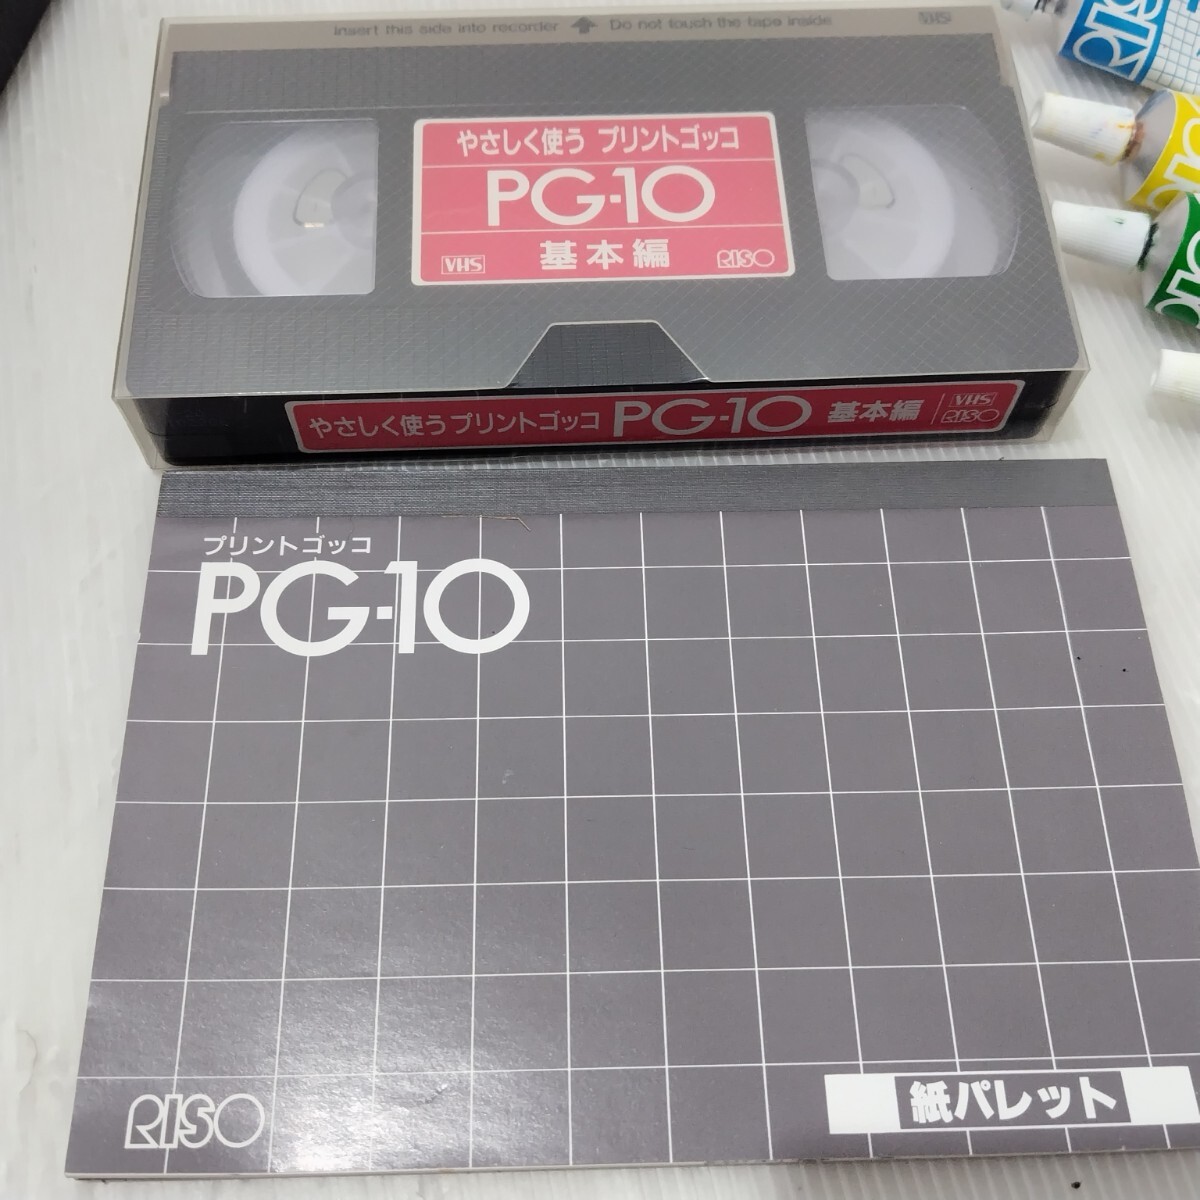 Insert this side into recorder Do not touch the tape inside VHS
やさしく使う プリントゴッコ
PG-10
VHS 基本編 RISO
やさしく使う プリントゴッコ PG-10 基本編 VHS RISO
プリントゴッコ
PG-10
RISO
紙パレット